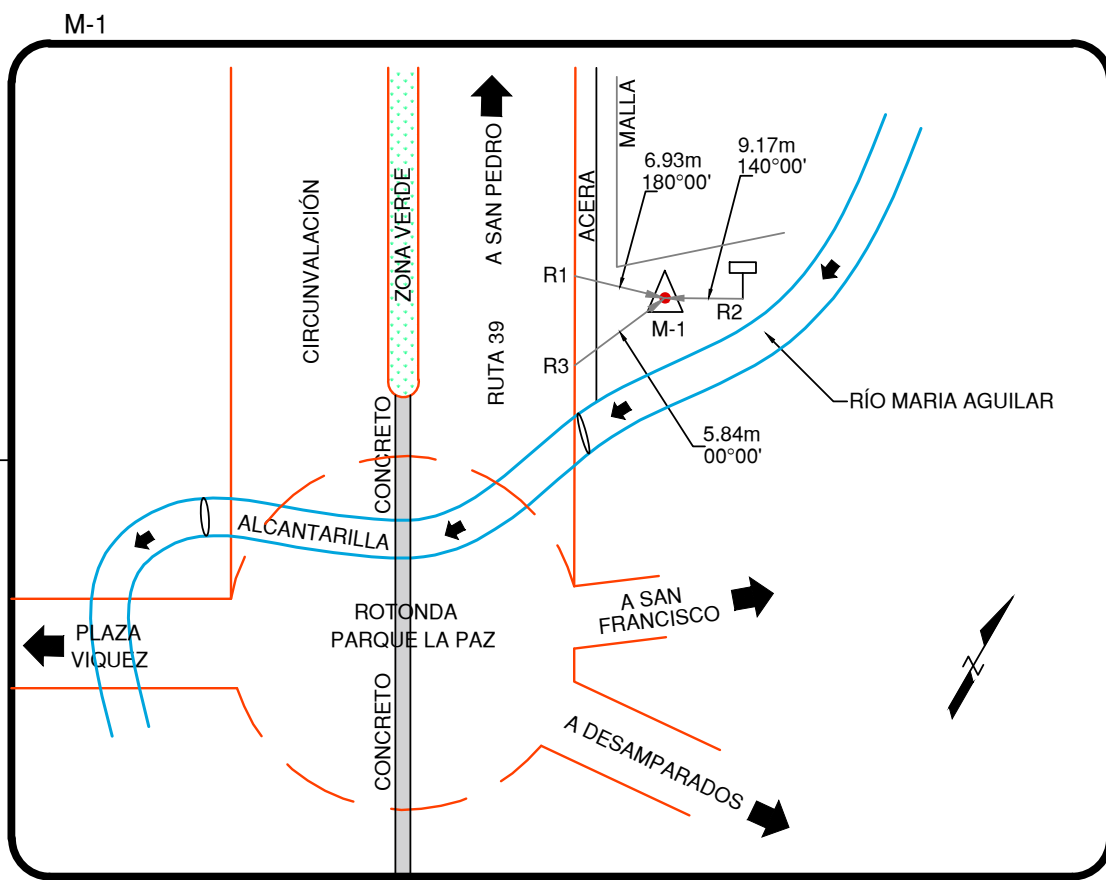 M-1
MALLA
9.17m
140°00'
6.93m
180°00'
A SAN PEDRO
ACERA
ZONA VERDE
CIRCUNVALACIÓN
R1
R2
M-1
RUTA 39
R3
RÍO MARIA AGUILAR
5.84m
00°00'
CONCRETO
ALCANTARILLA
A SAN
FRANCISCO
ROTONDA
PARQUE LA PAZ
PLAZA
VIQUEZ
N
CONCRETO
A DESAMPARADOS